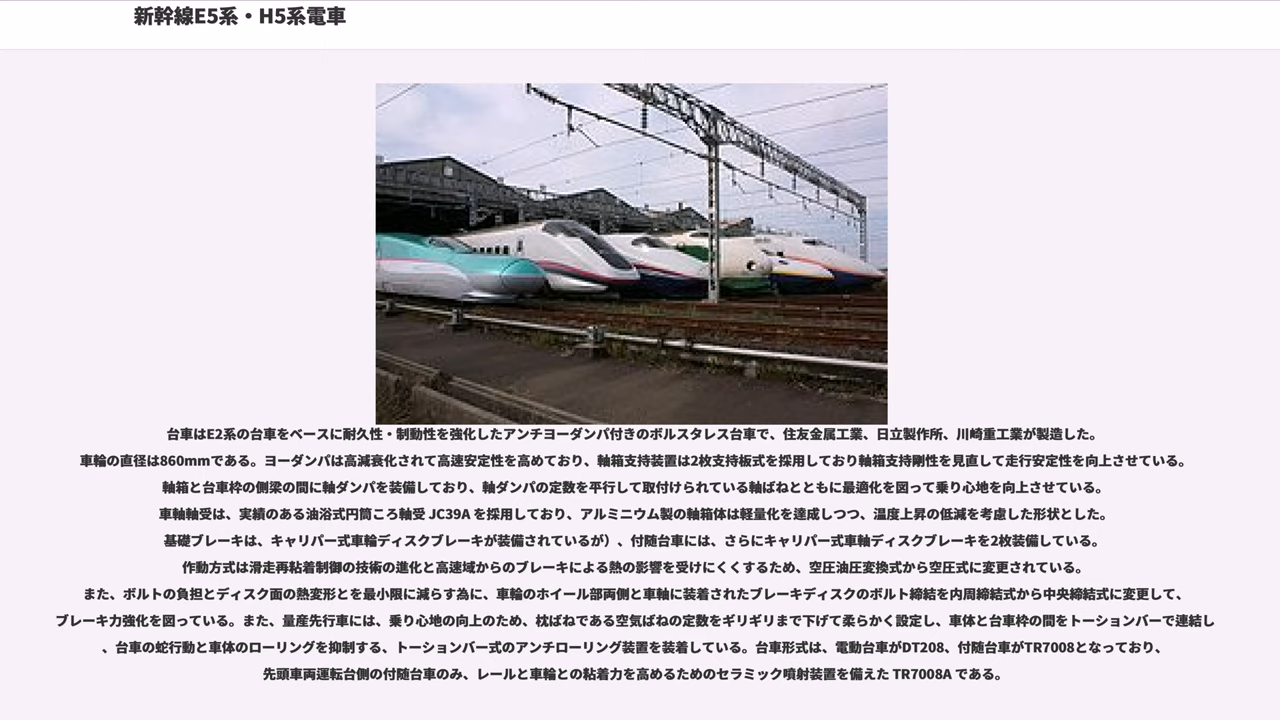 新幹線E5系・H5系電車
台車はE2系の台車をベースに耐久性・制動性を強化したアンチヨーダンパ付きのボルスタレス台車で、住友金属工業、日立製作所、川崎重工業が製造した。
車輪の直径は860mmである。ヨーダンパは高減衰化されて高速安定性を高めており、軸箱支持装置は2枚支持板式を採用しており軸箱支持剛性を見直して走行安定性を向上させている。
軸箱と台車枠の側梁の間に軸ダンパを装備しており、軸ダンパの定数を平行して取付けられている軸ばねとともに最適化を図って乗り心地を向上させている。
車軸軸受は、実績のある油浴式円筒ころ軸受 JC39A を採用しており、アルミニウム製の軸箱体は軽量化を達成しつつ、温度上昇の低減を考慮した形状とした。
基礎ブレーキは、キャリパー式車輪ディスクブレーキが装備されているが）、付随台車には、さらにキャリパー式車軸ディスクブレーキを2枚装備している。
作動方式は滑走再粘着制御の技術の進化と高速域からのブレーキによる熱の影響を受けにくくするため、空圧油圧変換式から空圧式に変更されている。
また、ボルトの負担とディスク面の熱変形とを最小限に減らす為に、車輪のホイール部両側と車軸に装着されたブレーキディスクのボルト締結を内周締結式から中央締結式に変更して、
ブレーキ力強化を図っている。また、量産先行車には、乗り心地の向上のため、枕ばねである空気ばねの定数をギリギリまで下げて柔らかく設定し、車体と台車枠の間をトーションバーで連結し
、台車の蛇行動と車体のローリングを抑制する、トーションバー式のアンチローリング装置を装着している。台車形式は、電動台車がDT208、付随台車がTR7008となっており、
先頭車両運転台側の付随台車のみ、レールと車輪との粘着力を高めるためのセラミック噴射装置を備えた TR7008A である。